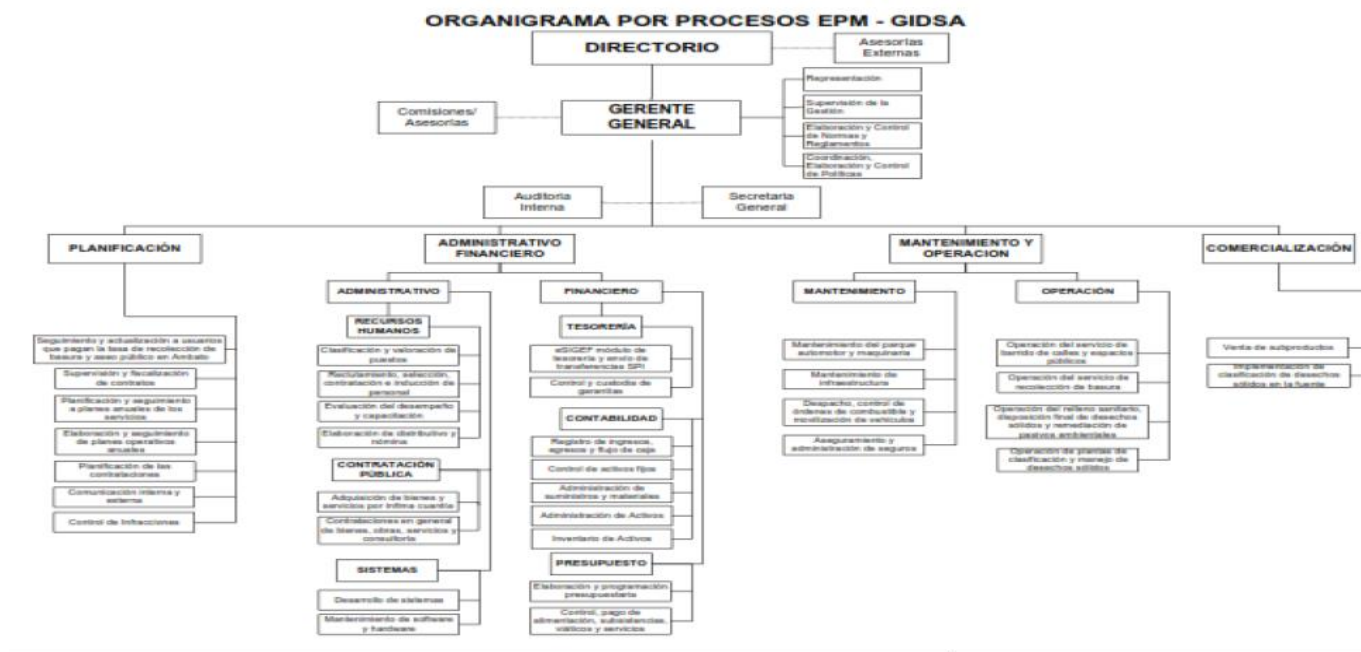 ORGANIGRAMA POR PROCESOS EPM - GIDSA
DIRECTORIO
Asesorías
Externas
Representación
Supervisión de la
Gestión
Elaboración y Control
de Normas y
Reglamentos
Coordinación,
Elaboración y Control
de Políticas
Comisiones/
Asesorías
GERENTE
GENERAL
Auditoria
Interna
Secretaria
General
PLANIFICACIÓN
Seguimiento y actualización a usuarios
que pagan la tasa de recolección de
basura y aseo público en Ambato
Supervisión y fiscalización
de contratos
Planificación y seguimiento
a planes anuales de los
servicios
Elaboración y seguimiento
de planes operativos
anuales
Planificación de las
contrataciones
Comunicación interna y
externa
Control de Infracciones
ADMINISTRATIVO
FINANCIERO
ADMINISTRATIVO
RECURSOS
HUMANOS
Clasificación y valoración de
puestos
Reclutamiento, selección,
contratación e inducción de
personal
Evaluación del desempeño
y capacitación
Elaboración de distributivo y
nómina
CONTRATACIÓN
PÚBLICA
Adquisición de bienes y
servicios por ínfima cuantía
Contrataciones en general
de bienes, obras, servicios y
consultoría
SISTEMAS
Desarrollo de sistemas
Mantenimiento de software
y hardware
FINANCIERO
TESORERÍA
eSIGEF módulo de
tesorería y envío de
transferencias SPI
Control y custodia de
garantías
CONTABILIDAD
Registro de ingresos,
egresos y flujo de caja
Control de activos fijos
Administración de
suministros y materiales
Administración de Activos
Inventario de Activos
PRESUPUESTO
Elaboración y programación
presupuestaria
Control, pago de
alimentación, subsistencias,
viáticos y servicios
MANTENIMIENTO Y
OPERACION
MANTENIMIENTO
Mantenimiento del parque
automotor y maquinaria
Mantenimiento de
infraestructura
Despacho, control de
órdenes de combustible y
movilización de vehículos
Aseguramiento y
administración de seguros
OPERACIÓN
Operación del servicio de
barrido de calles y espacios
públicos
Operación del servicio de
recolección de basura
Operación del relleno sanitario,
disposición final de desechos
sólidos y remediación de
pasivos ambientales
Operación de plantas de
clasificación y manejo de
desechos sólidos
COMERCIALIZACIÓN
Venta de subproductos
Implementación de
clasificación de desechos
sólidos en la fuente